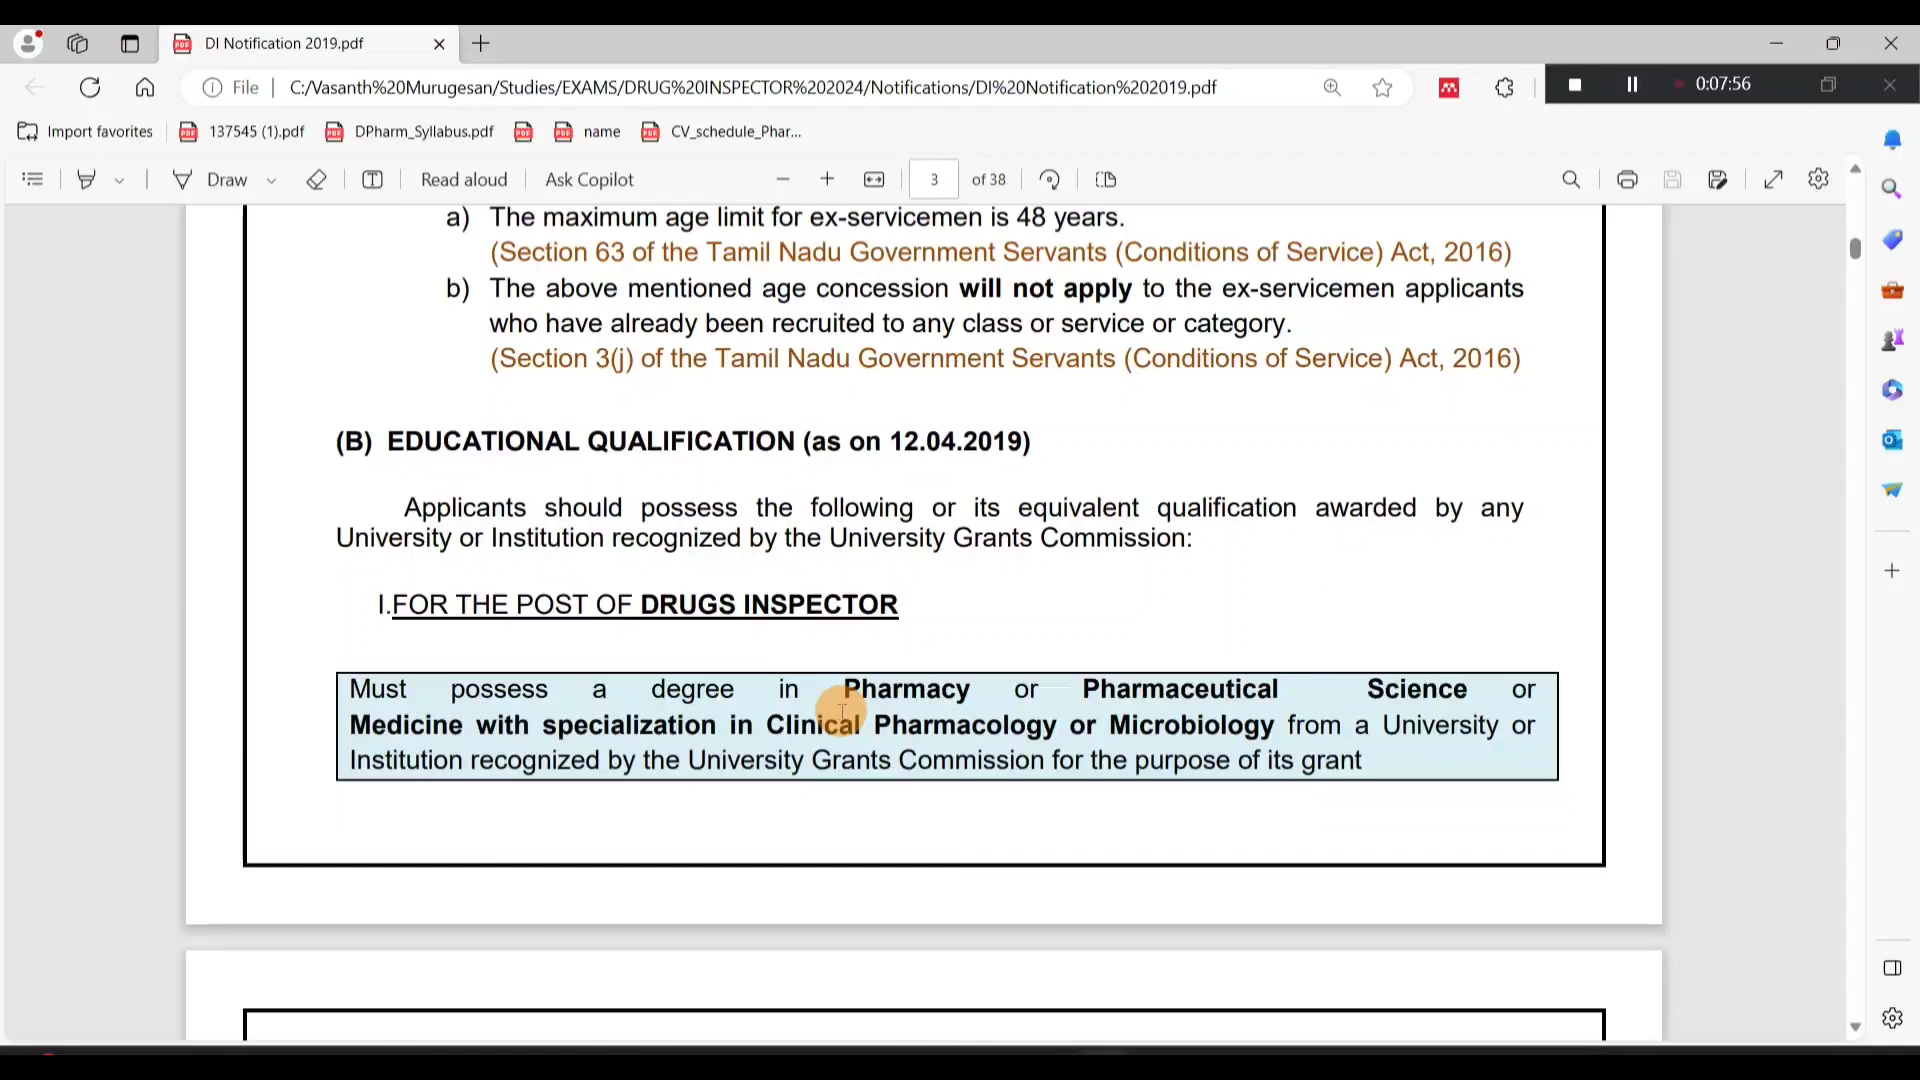 DI Notification 2019.pdf
File
C:/Vasanth%20Murugesan/Studies/EXAMS/DRUG%20INSPECTOR%202024/Notifications/DI%20Notification%202019.pdf
0:07:56
Import favorites
137545 (1).pdf
DPharm_Syllabus.pdf
name
CV_schedule_Phar...
Draw
Read aloud
Ask Copilot
3 of 38
a) The maximum age limit for ex-servicemen is 48 years.
(Section 63 of the Tamil Nadu Government Servants (Conditions of Service) Act, 2016)
b) The above mentioned age concession will not apply to the ex-servicemen applicants
who have already been recruited to any class or service or category.
(Section 3(j) of the Tamil Nadu Government Servants (Conditions of Service) Act, 2016)
(B) EDUCATIONAL QUALIFICATION (as on 12.04.2019)
Applicants should possess the following or its equivalent qualification awarded by any
University or Institution recognized by the University Grants Commission:
I.FOR THE POST OF DRUGS INSPECTOR
Must possess a degree in Pharmacy or Pharmaceutical Science or
Medicine with specialization in Clinical Pharmacology or Microbiology from a University or
Institution recognized by the University Grants Commission for the purpose of its grant